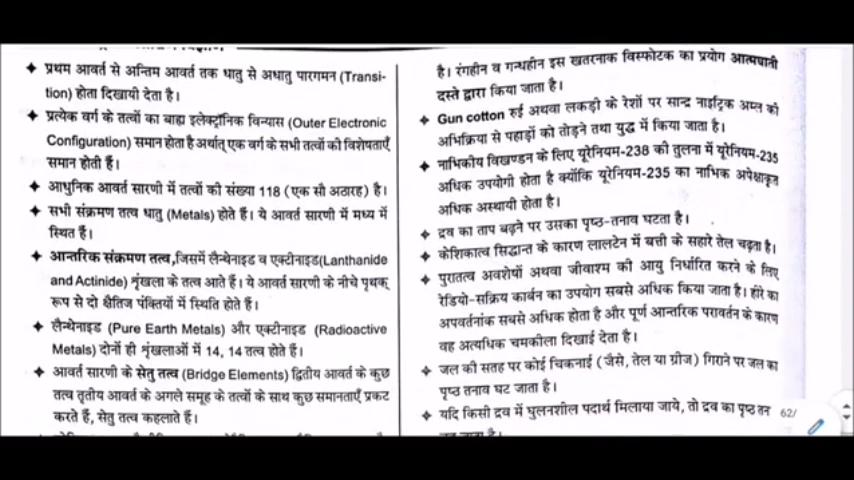 ✦ प्रथम आवर्त से अन्तिम आवर्त तक धातु से अधातु पारगमन (Transi-
tion) होता दिखायी देता है।
✦ प्रत्येक वर्ग के तत्वों का बाह्य इलेक्ट्रॉनिक विन्यास (Outer Electronic
Configuration) समान होता है अर्थात् एक वर्ग के सभी तत्वों की विशेषताएँ
समान होती हैं।
✦ आधुनिक आवर्त सारणी में तत्वों की संख्या 118 (एक सौ अठारह) है।
✦ सभी संक्रमण तत्व धातु (Metals) होते हैं। ये आवर्त सारणी में मध्य में
स्थित हैं।
✦ आन्तरिक संक्रमण तत्व, जिसमें लैन्थेनाइड व एक्टीनाइड(Lanthanide
and Actinide) शृंखला के तत्व आते हैं। ये आवर्त सारणी के नीचे पृथक्
रूप से दो क्षैतिज पंक्तियों में स्थिति होते हैं।
✦ लैन्थेनाइड (Pure Earth Metals) और एक्टीनाइड (Radioactive
Metals) दोनों ही शृंखलाओं में 14, 14 तत्व होते हैं।
✦ आवर्त सारणी के सेतु तत्व (Bridge Elements) द्वितीय आवर्त के कुछ
तत्व तृतीय आवर्त के अगले समूह के तत्वों के साथ कुछ समानताएँ प्रकट
करते हैं, सेतु तत्व कहलाते हैं।
है। रंगहीन व गन्धहीन इस खतरनाक विस्फोटक का प्रयोग आत्मघाती
दस्ते द्वारा किया जाता है।
✦ Gun cotton रुई अथवा लकड़ी के रेशों पर सान्द्र नाइट्रिक अम्ल की
अभिक्रिया से पहाड़ों को तोड़ने तथा युद्ध में किया जाता है।
✦ नाभिकीय विखण्डन के लिए यूरेनियम-238 की तुलना में यूरेनियम-235
अधिक उपयोगी होता है क्योंकि यूरेनियम-235 का नाभिक अपेक्षाकृत
अधिक अस्थायी होता है।
✦ द्रव का ताप बढ़ने पर उसका पृष्ठ-तनाव घटता है।
✦ केशिकात्व सिद्धान्त के कारण लालटेन में बत्ती के सहारे तेल चढ़ता है।
✦ पुरातत्व अवशेषों अथवा जीवाश्म की आयु निर्धारित करने के लिए
रेडियो-सक्रिय कार्बन का उपयोग सबसे अधिक किया जाता है। हीरे का
अपवर्तनांक सबसे अधिक होता है और पूर्ण आन्तरिक परावर्तन के कारण
वह अत्यधिक चमकीला दिखाई देता है।
✦ जल की सतह पर कोई चिकनाई (जैसे, तेल या ग्रीज) गिराने पर जल का
पृष्ठ तनाव घट जाता है।
✦ यदि किसी द्रव में घुलनशील पदार्थ मिलाया जाये, तो द्रव का पृष्ठ तन
62/